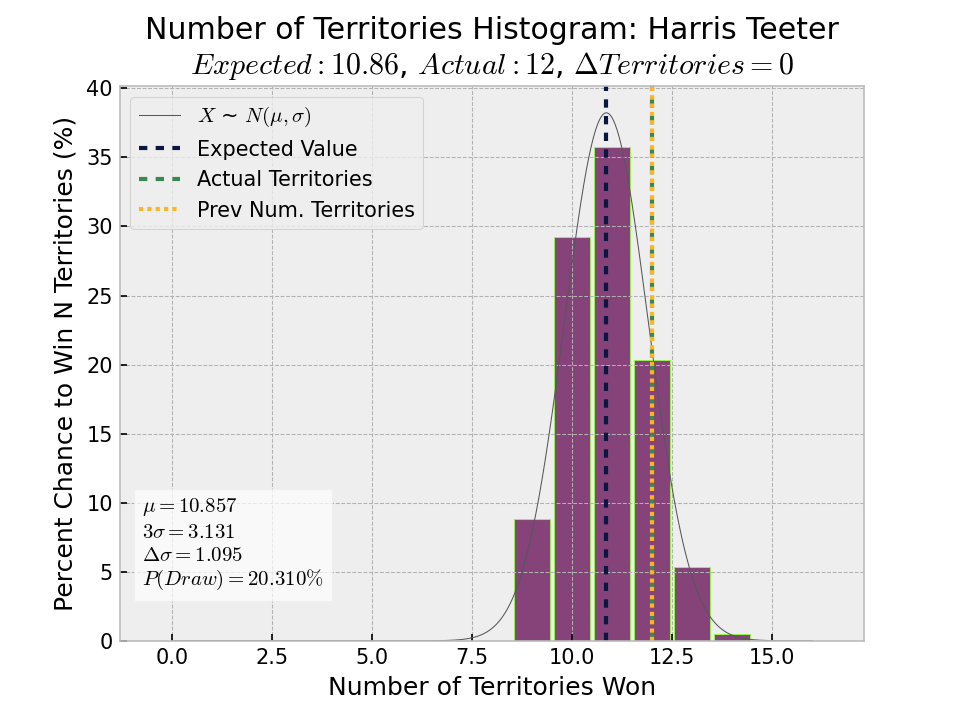 Number of Territories Histogram: Harris Teeter
Expected : 10.86, Actual : 12, ΔTerritories = 0
Percent Chance to Win N Territories (%)
40
35
30
25
20
15
10
5
0
X ~ N(μ, σ)
Expected Value
Actual Territories
Prev Num. Territories
μ = 10.857
3σ = 3.131
Δσ = 1.095
P(Draw) = 20.310%
0.0 2.5 5.0 7.5 10.0 12.5 15.0
Number of Territories Won